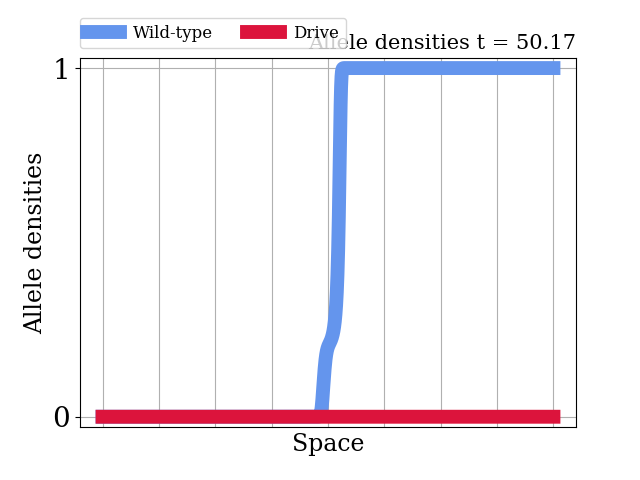 Wild-type Drive
Allele densities t = 50.17
1
Allele densities
0
Space